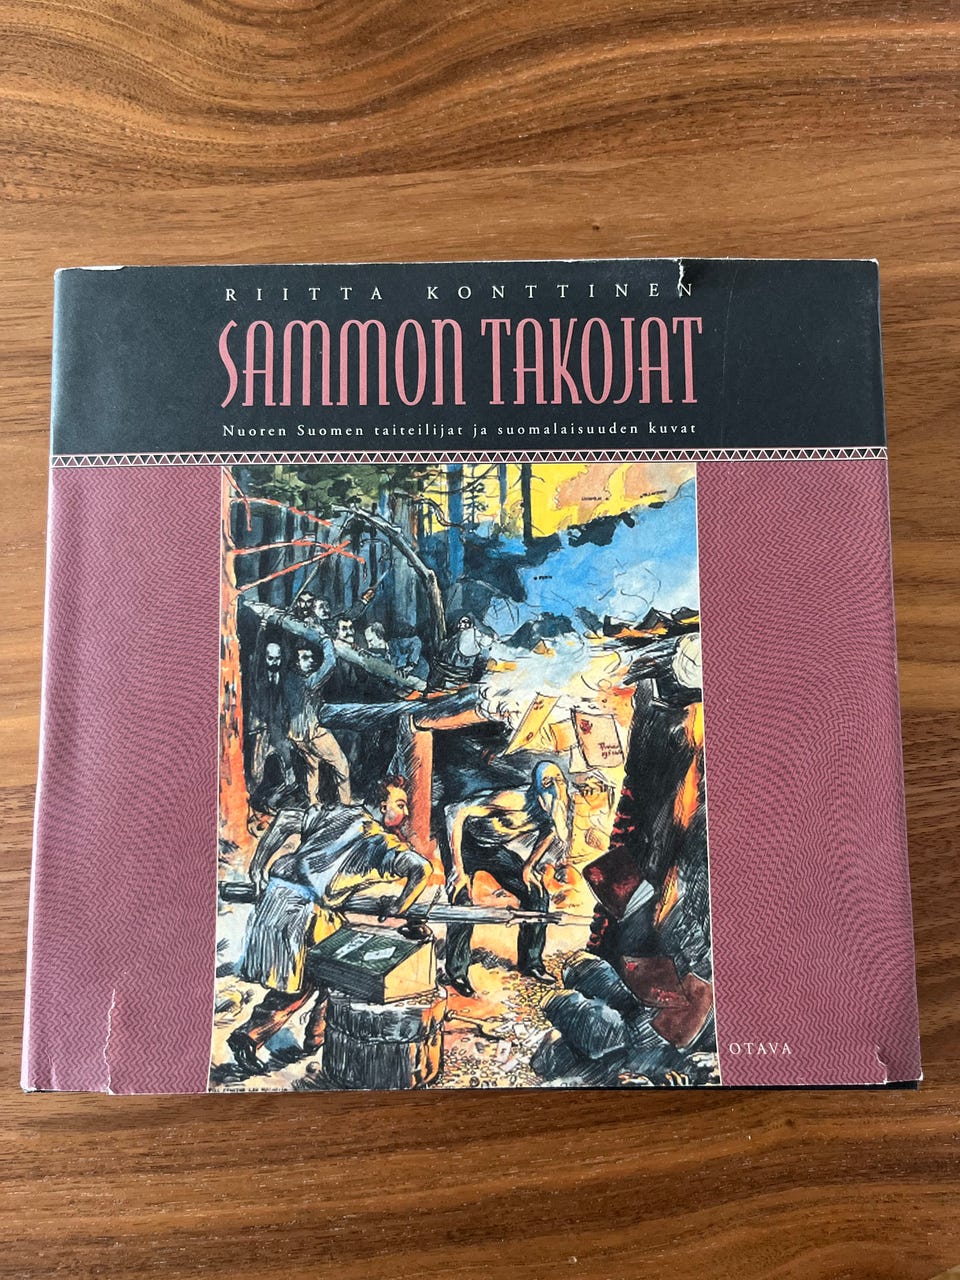 RIITTA KONTTINEN
SAMMON TAKOJAT
Nuoren Suomen taiteilijat ja suomalaisuuden kuvat
OTAVA